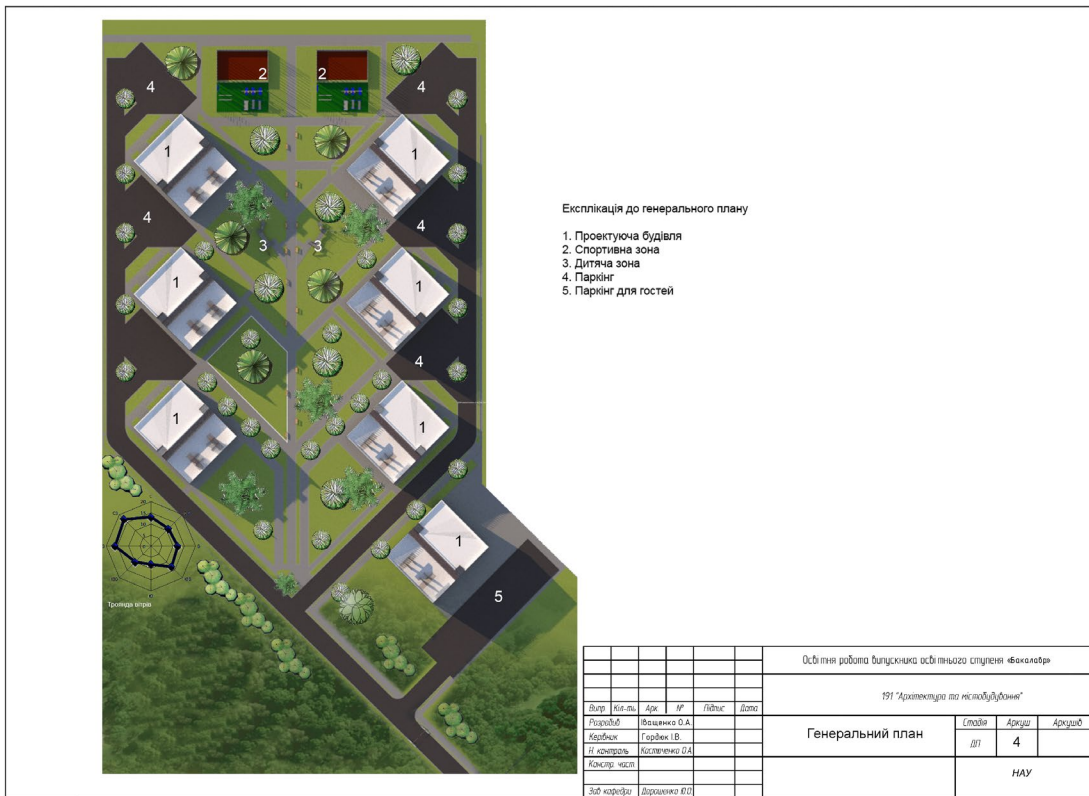 2
2
4
4
1
1
4
3
3
1
1
4
1
1
1
5
Троянда вітрів
Експлікація до генерального плану
1. Проектуюча будівля
2. Спортивна зона
3. Дитяча зона
4. Паркінг
5. Паркінг для гостей
Освітня робота випускника освітнього ступеня «Бакалавр»
191 "Архітектура та містобудування"
Випр Кіл-ть Арк № Підпис Дата
Розробив Іващенко О.А.
Керівник Гордюк І.В.
Н. контроль Костюченко О.А.
Констр. част
Зав кафедри Дорошенко Ю.О.
Генеральний план
Стадія Аркуш Аркушів
ДП 4
НАУ